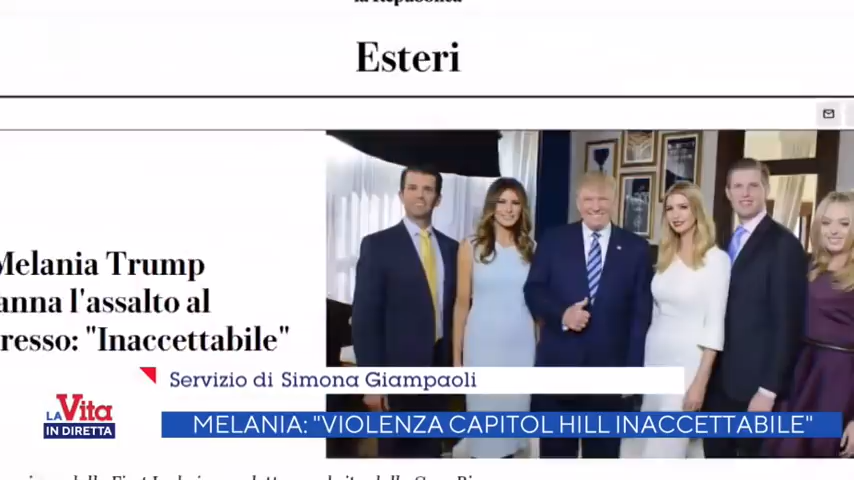 la Repubblica
Esteri
Melania Trump
anna l'assalto al
resso: "Inaccettabile"
Servizio di Simona Giampaoli
LA Vita
IN DIRETTA
MELANIA: "VIOLENZA CAPITOL HILL INACCETTABILE"